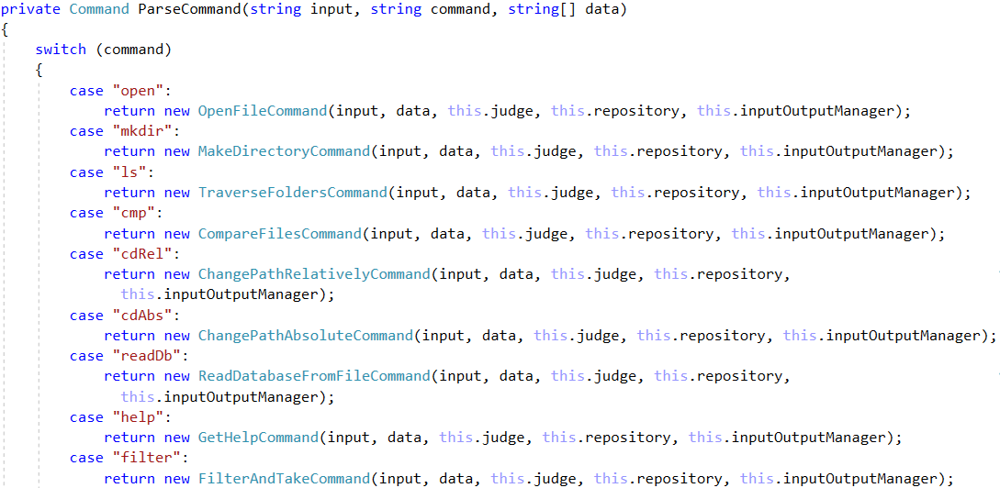 private Command ParseCommand(string input, string command, string[] data)
{
    switch (command)
    {
        case "open":
            return new OpenFileCommand(input, data, this.judge, this.repository, this.inputOutputManager);
        case "mkdir":
            return new MakeDirectoryCommand(input, data, this.judge, this.repository, this.inputOutputManager);
        case "ls":
            return new TraverseFoldersCommand(input, data, this.judge, this.repository, this.inputOutputManager);
        case "cmp":
            return new CompareFilesCommand(input, data, this.judge, this.repository, this.inputOutputManager);
        case "cdRel":
            return new ChangePathRelativelyCommand(input, data, this.judge, this.repository,
              this.inputOutputManager);
        case "cdAbs":
            return new ChangePathAbsoluteCommand(input, data, this.judge, this.repository, this.inputOutputManager);
        case "readDb":
            return new ReadDatabaseFromFileCommand(input, data, this.judge, this.repository,
              this.inputOutputManager);
        case "help":
            return new GetHelpCommand(input, data, this.judge, this.repository, this.inputOutputManager);
        case "filter":
            return new FilterAndTakeCommand(input, data, this.judge, this.repository, this.inputOutputManager);